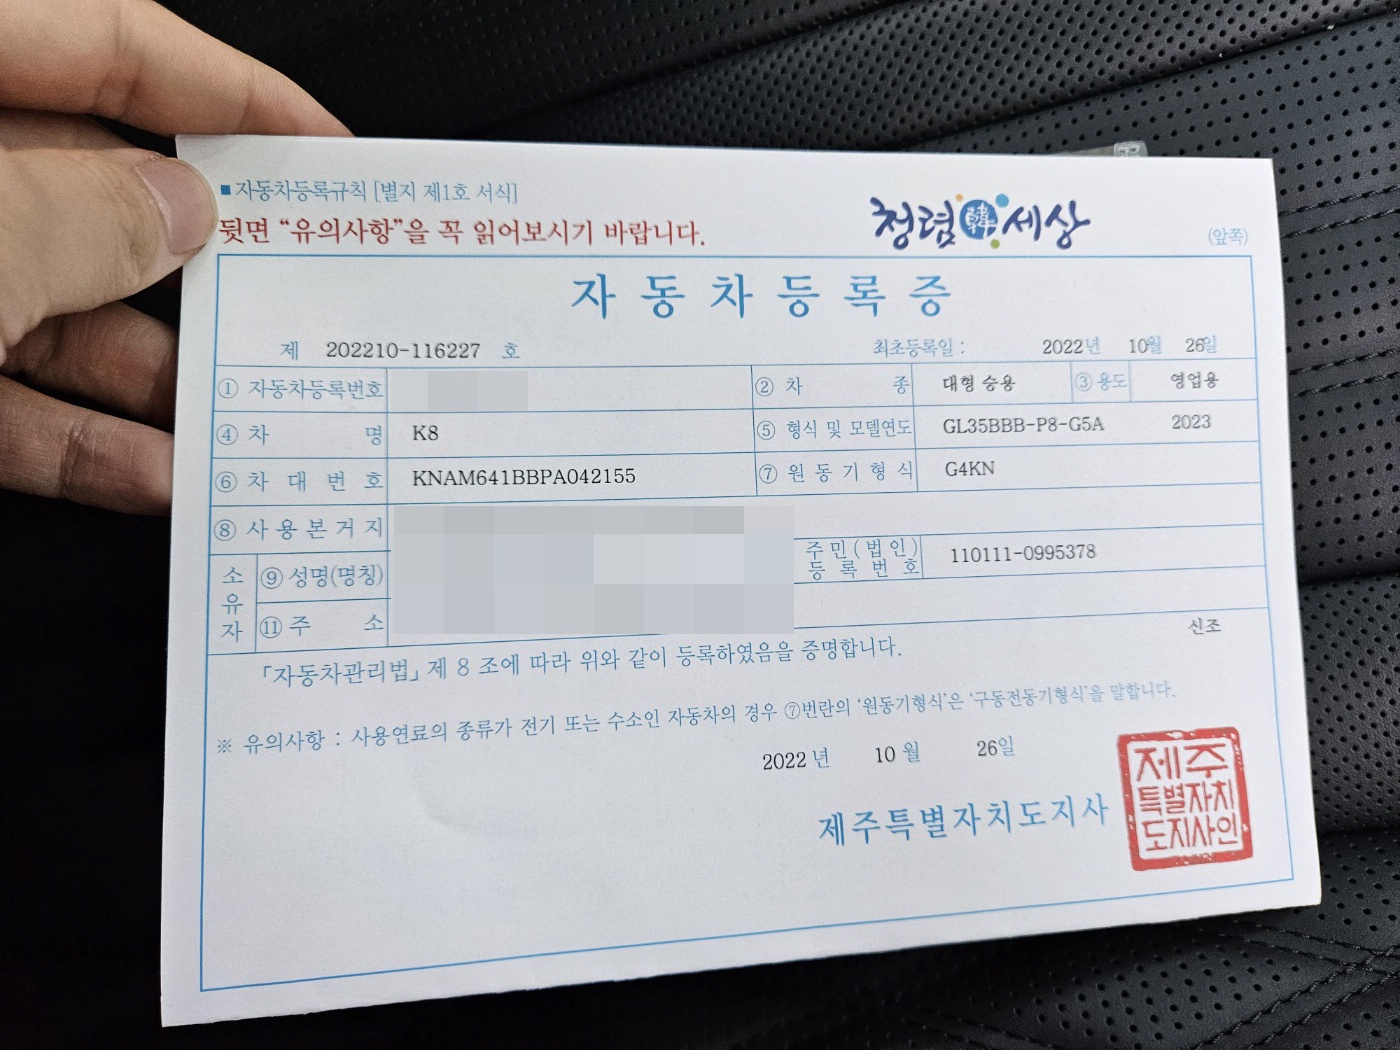 ■자동차등록규칙 [별지 제1호 서식]
뒷면 “유의사항”을 꼭 읽어보시기 바랍니다.
청렴 韓 세상
(앞쪽)
자동차등록증
제 202210-116227 호 최초등록일 : 2022년 10월 26일
① 자동차등록번호 ② 차 종 대형 승용 ③ 용도 영업용
④ 차 명 K8 ⑤ 형식 및 모델연도 GL35BBB-P8-G5A 2023
⑥ 차 대 번 호 KNAM641BBPA042155 ⑦ 원 동 기 형 식 G4KN
⑧ 사 용 본 거 지
소유자 ⑨ 성명(명칭) 주민(법인)등록번호 110111-0995378
⑪ 주 소
신조
「자동차관리법」 제 8 조에 따라 위와 같이 등록하였음을 증명합니다.
※ 유의사항 : 사용연료의 종류가 전기 또는 수소인 자동차의 경우 ⑦번란의 '원동기형식'은 '구동전동기형식'을 말합니다.
2022 년 10 월 26일
제주특별자치도지사
제주
특별자치
도지사인